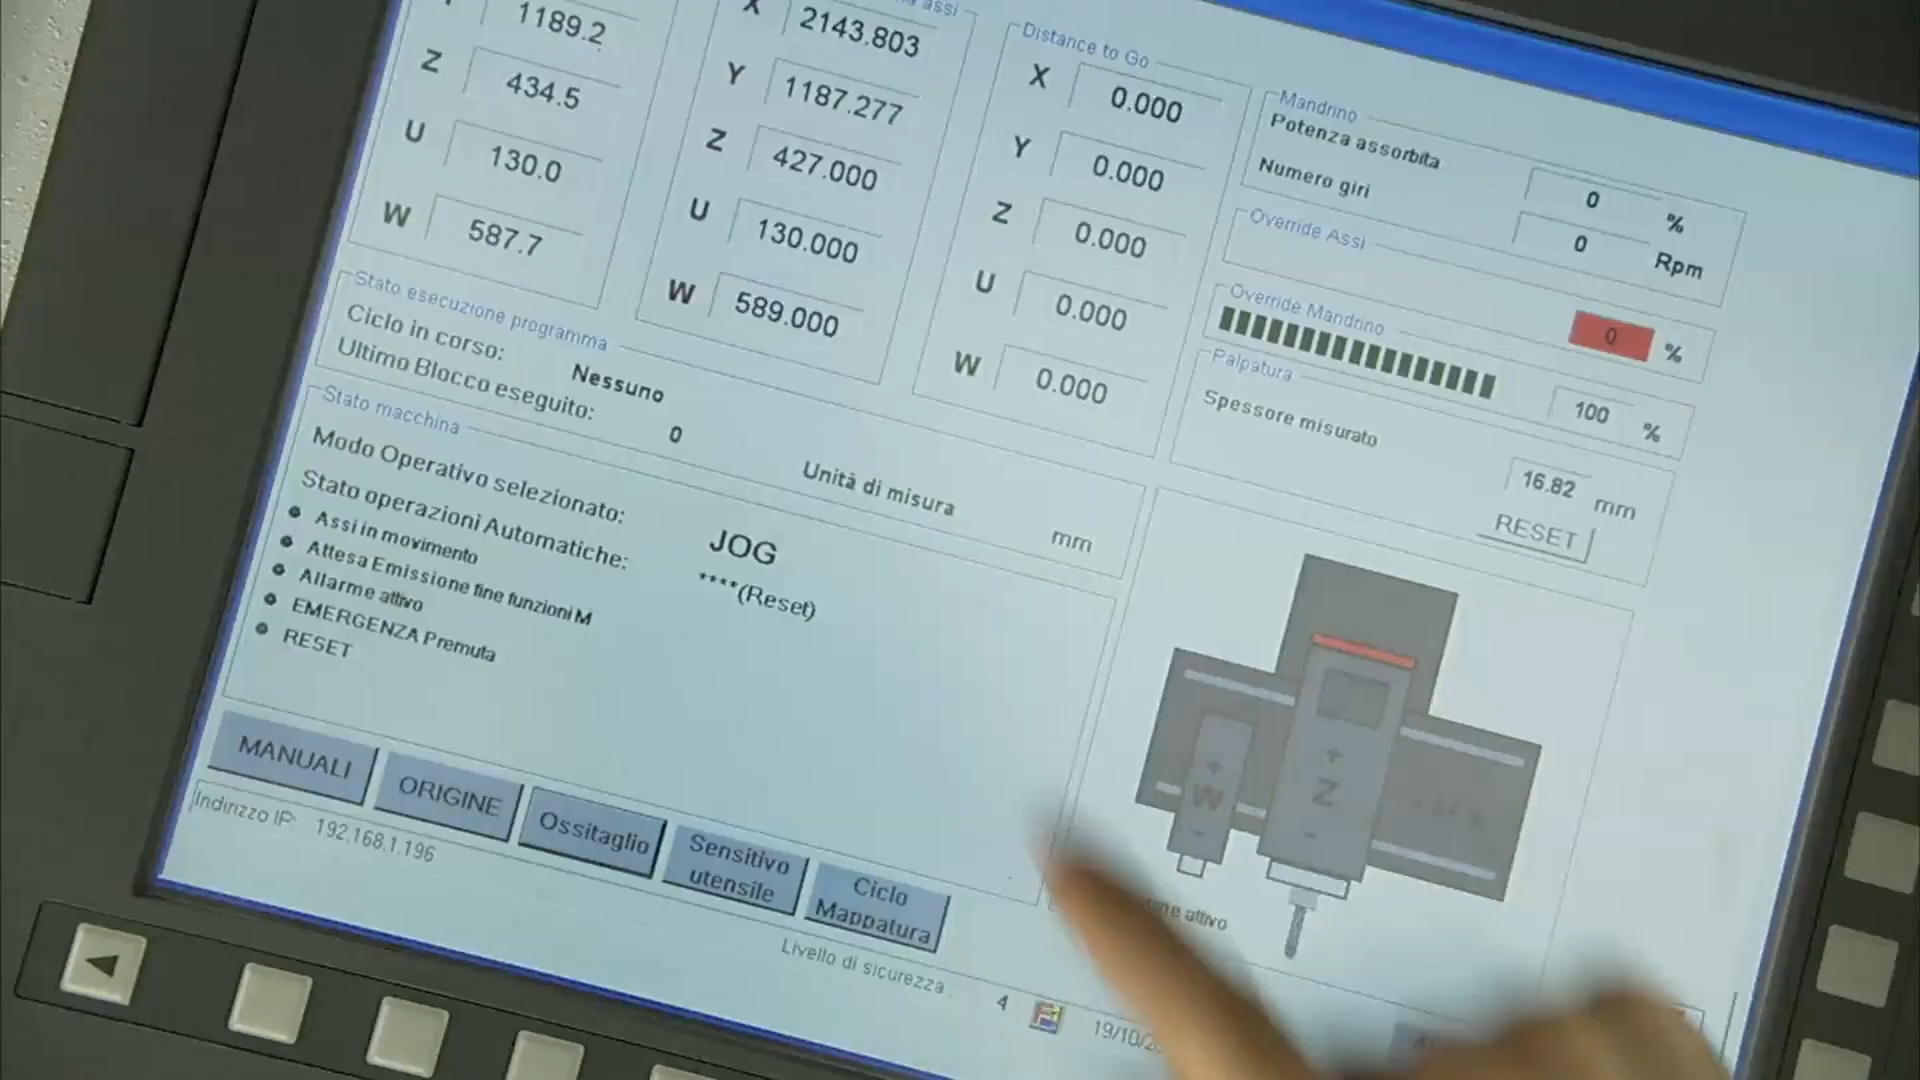 1189.2
Z 434.5
U 130.0
W 587.7
assi
X 2143.803
Y 1187.277
Z 427.000
U 130.000
W 589.000
Distance to Go
X 0.000
Y 0.000
Z 0.000
U 0.000
W 0.000
Mandrino
Potenza assorbita 0 %
Numero giri 0 Rpm
Override Assi
0 %
Override Mandrino
100 %
Palpatura
Spessore misurato 16.82 mm
RESET
Stato esecuzione programma
Ciclo in corso: Nessuno
Ultimo Blocco eseguito: 0
Unità di misura mm
Stato macchina
Modo Operativo selezionato: JOG
Stato operazioni Automatiche: ****(Reset)
Assi in movimento
Attesa Emissione fine funzioni M
Allarme attivo
EMERGENZA Premuta
RESET
+
W
-
+
Z
-
attivo
MANUALI
ORIGINE
Ossitaglio
Sensitivo
utensile
Ciclo
Mappatura
Indirizzo IP: 192.168.1.196
Livello di sicurezza: 4
19/10/2